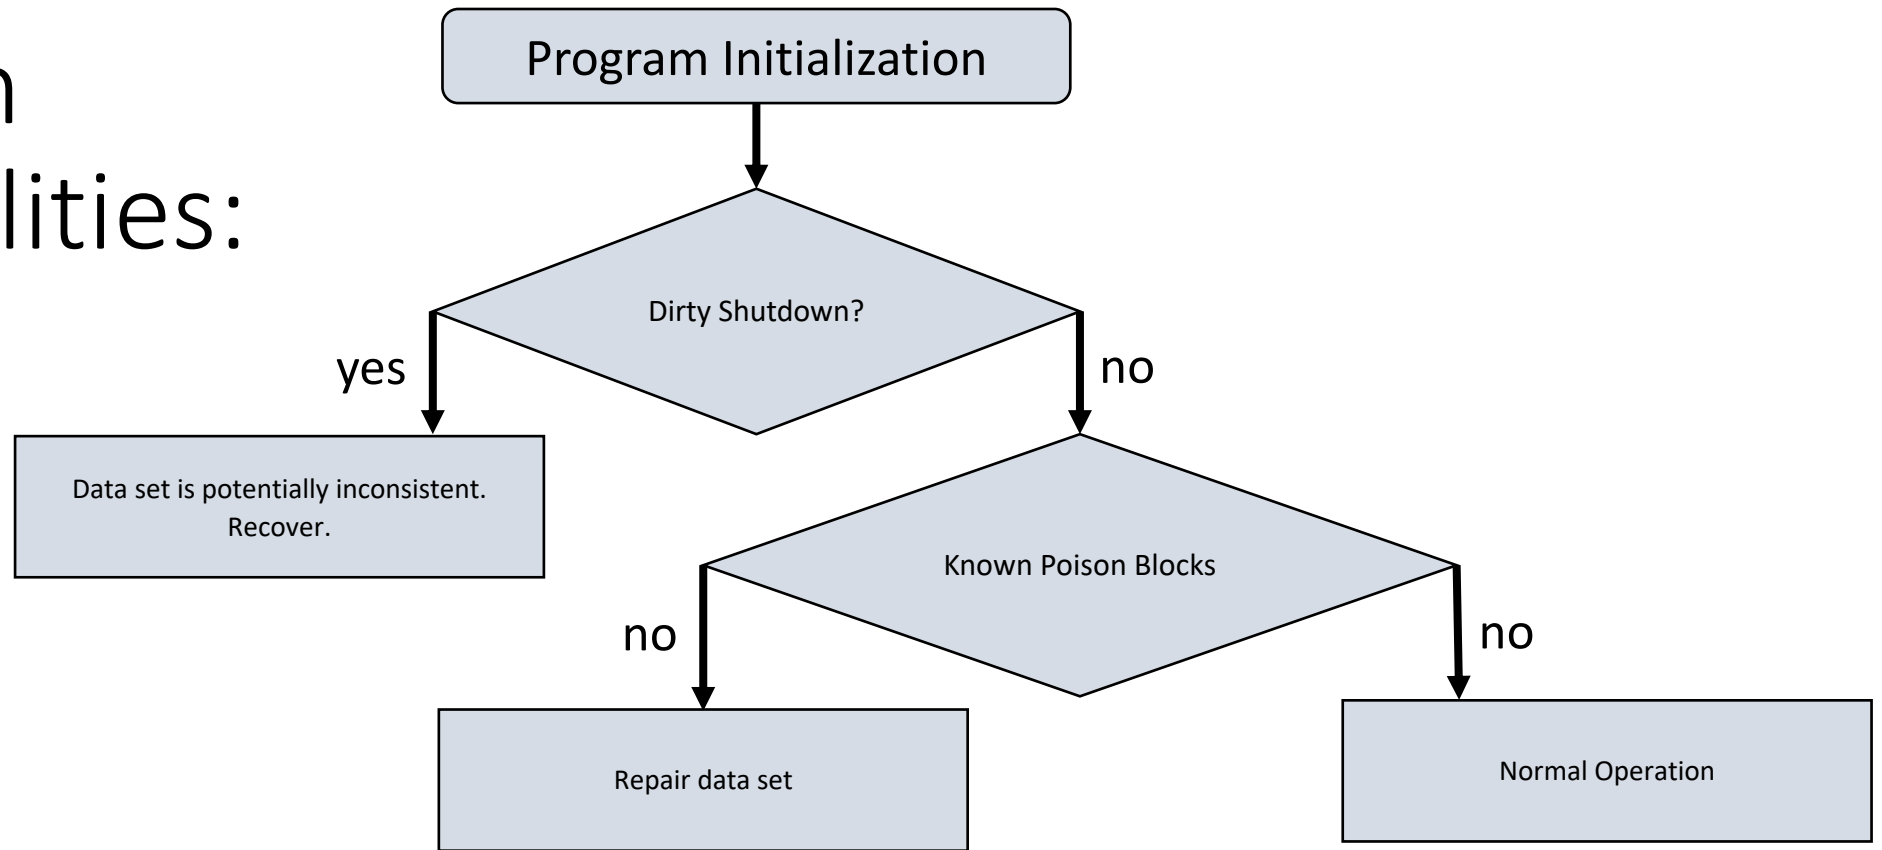 lities:
Program Initialization
Dirty Shutdown?
yes
no
Data set is potentially inconsistent.
Recover.
Known Poison Blocks
no
no
Repair data set
Normal Operation